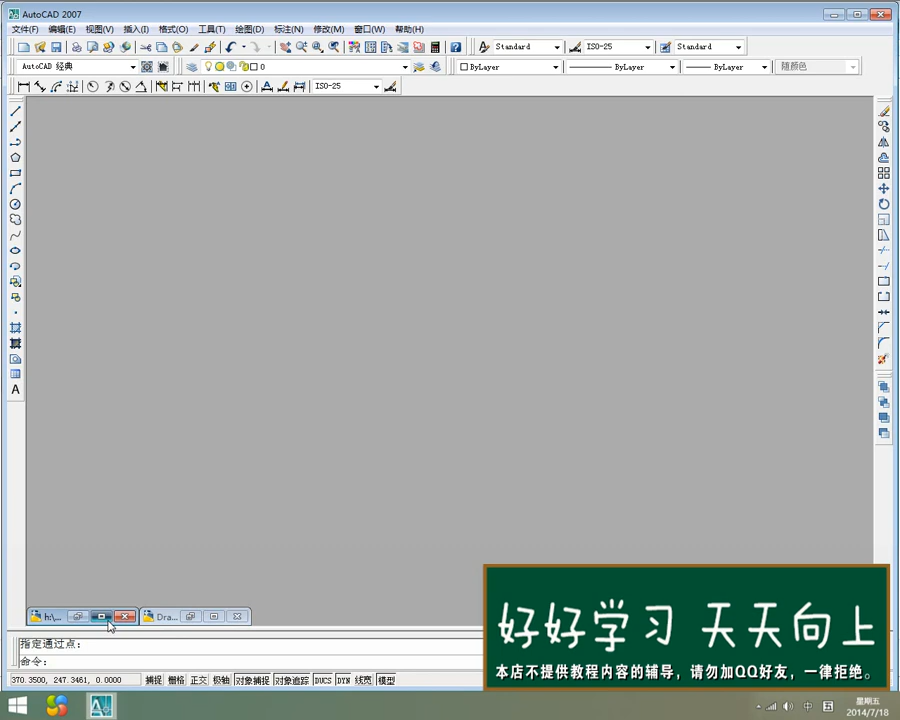 AutoCAD 2007
文件(F) 编辑(E) 视图(V) 插入(I) 格式(O) 工具(T) 绘图(D) 标注(N) 修改(M) 窗口(W) 帮助(H)
Standard ISO-25 Standard
AutoCAD 经典 0 ByLayer ByLayer ByLayer 随颜色
ISO-25
A
h:\... Dra...
指定通过点:
命令:
370.3500, 247.3461, 0.0000 捕捉 栅格 正交 极轴 对象捕捉 对象追踪 DUCS DYN 线宽 模型
好好学习 天天向上
本店不提供教程内容的辅导，请勿加QQ好友，一律拒绝。
中 五 星期五
2014/7/18